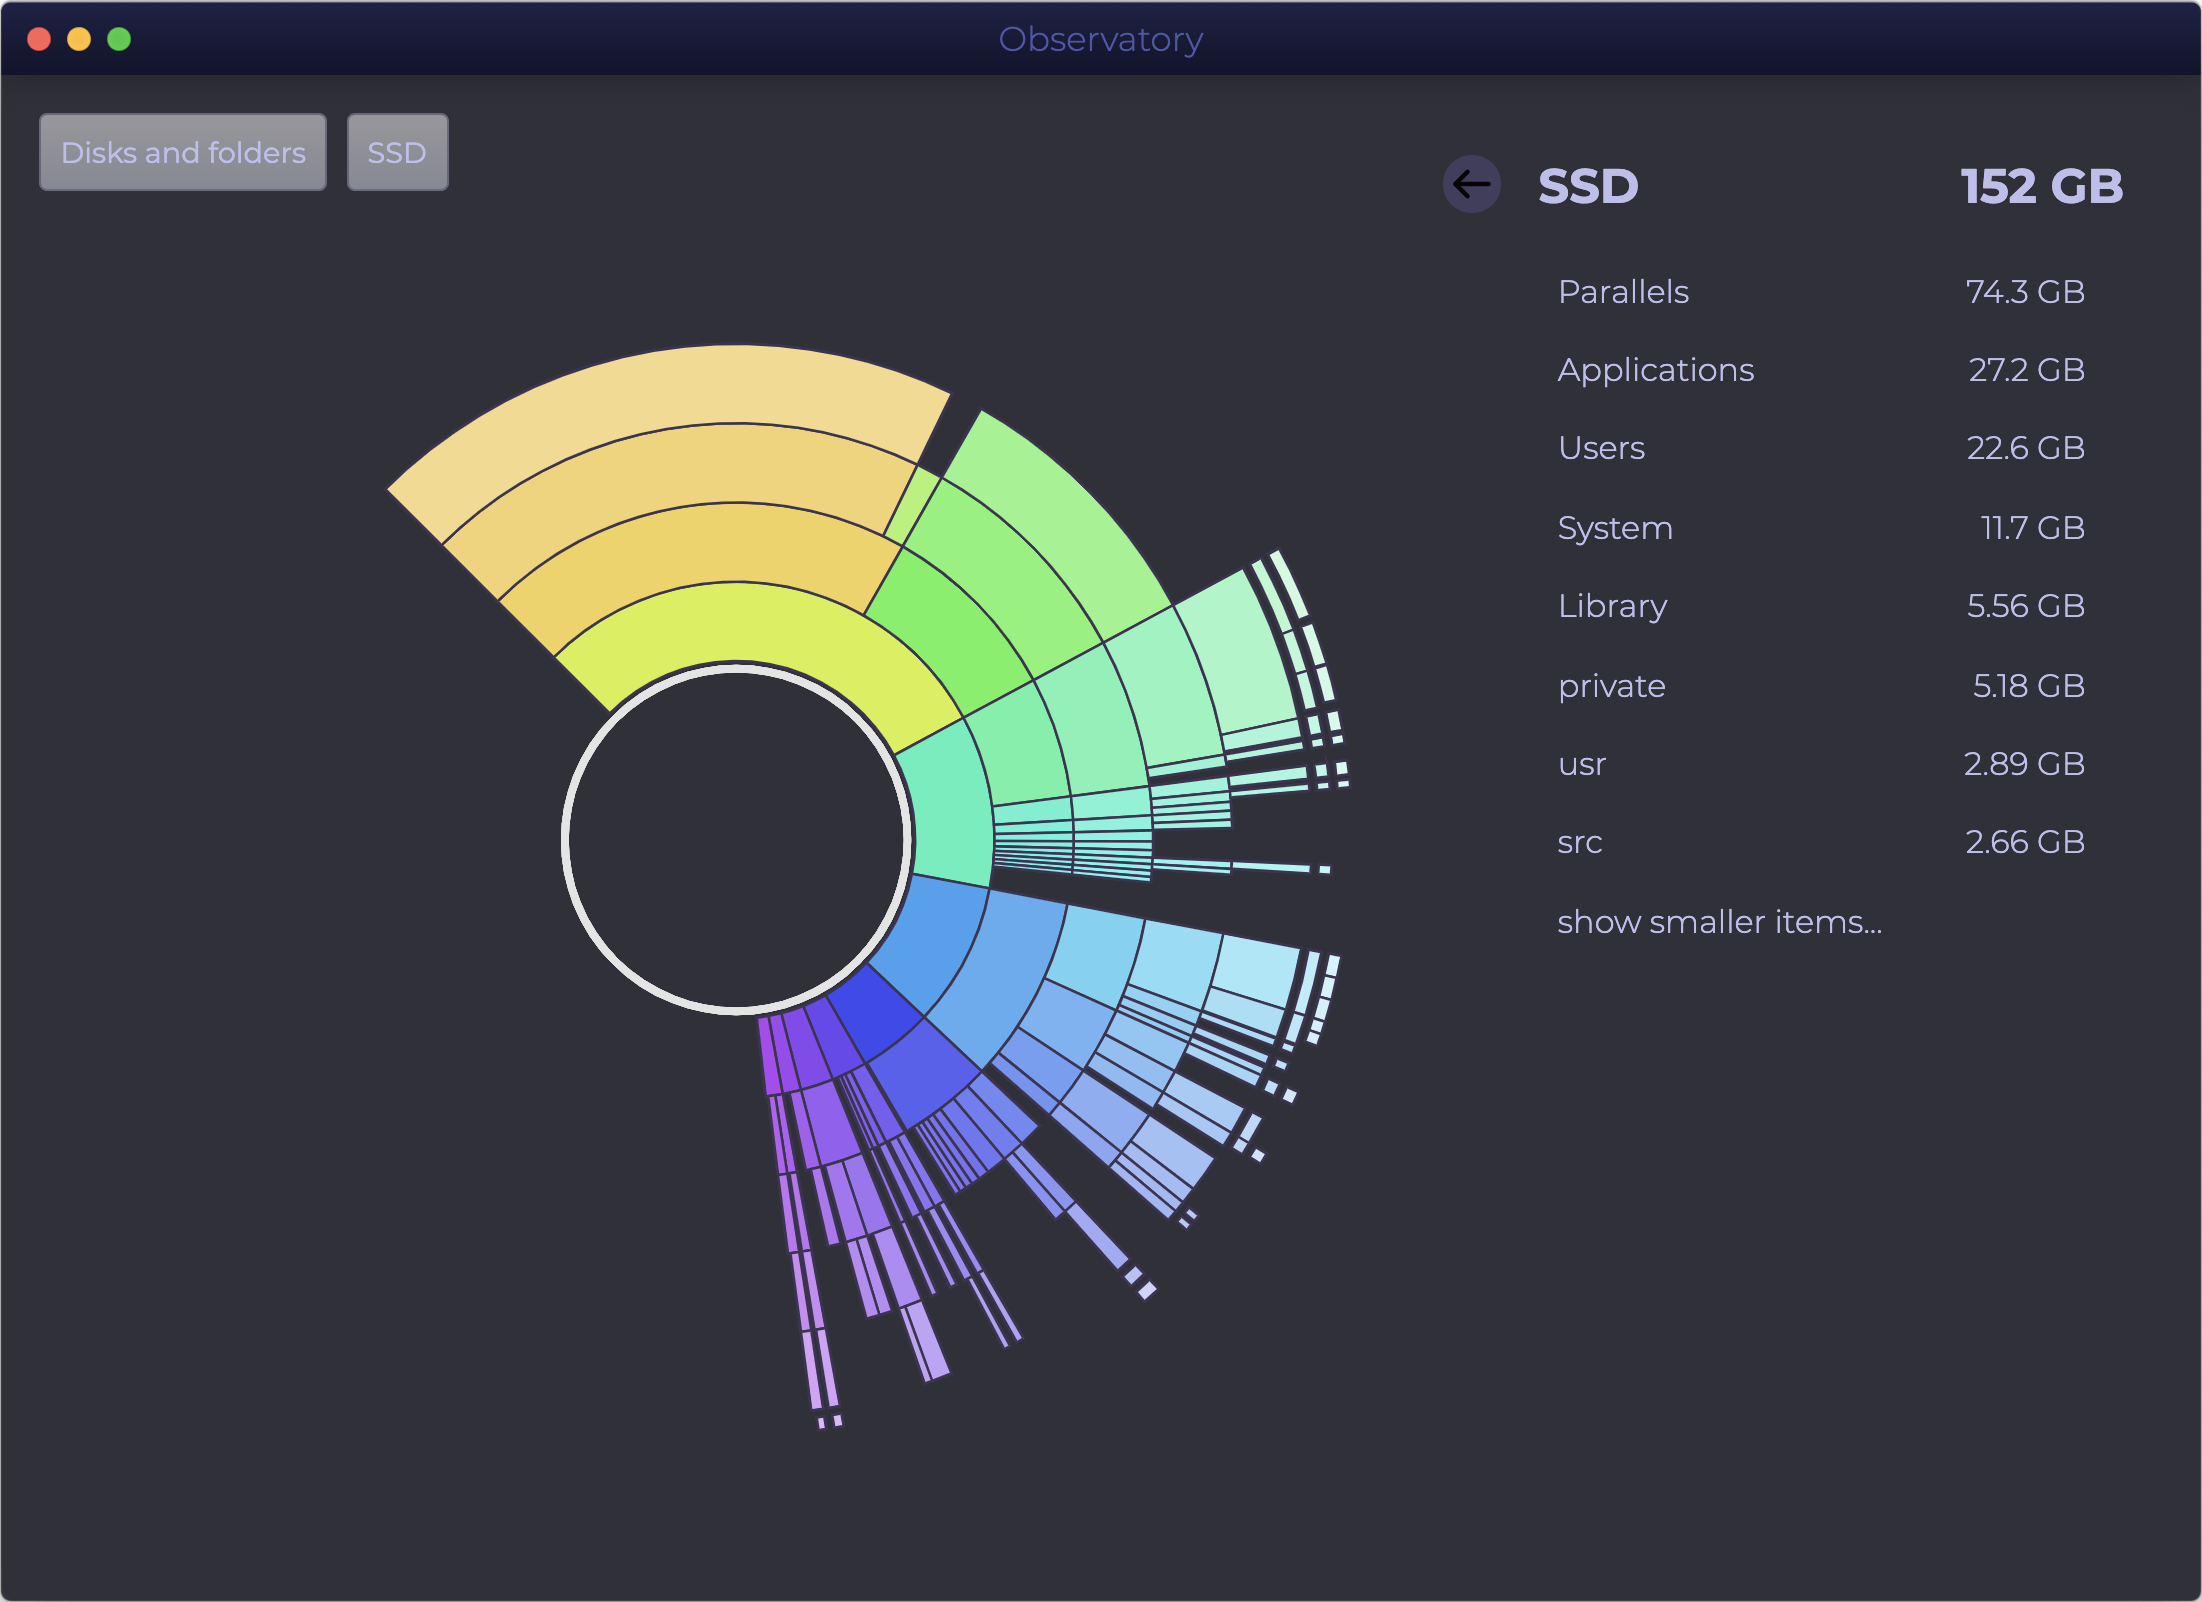 Observatory
Disks and folders SSD
SSD 152 GB
Parallels 74.3 GB
Applications 27.2 GB
Users 22.6 GB
System 11.7 GB
Library 5.56 GB
private 5.18 GB
usr 2.89 GB
src 2.66 GB
show smaller items...